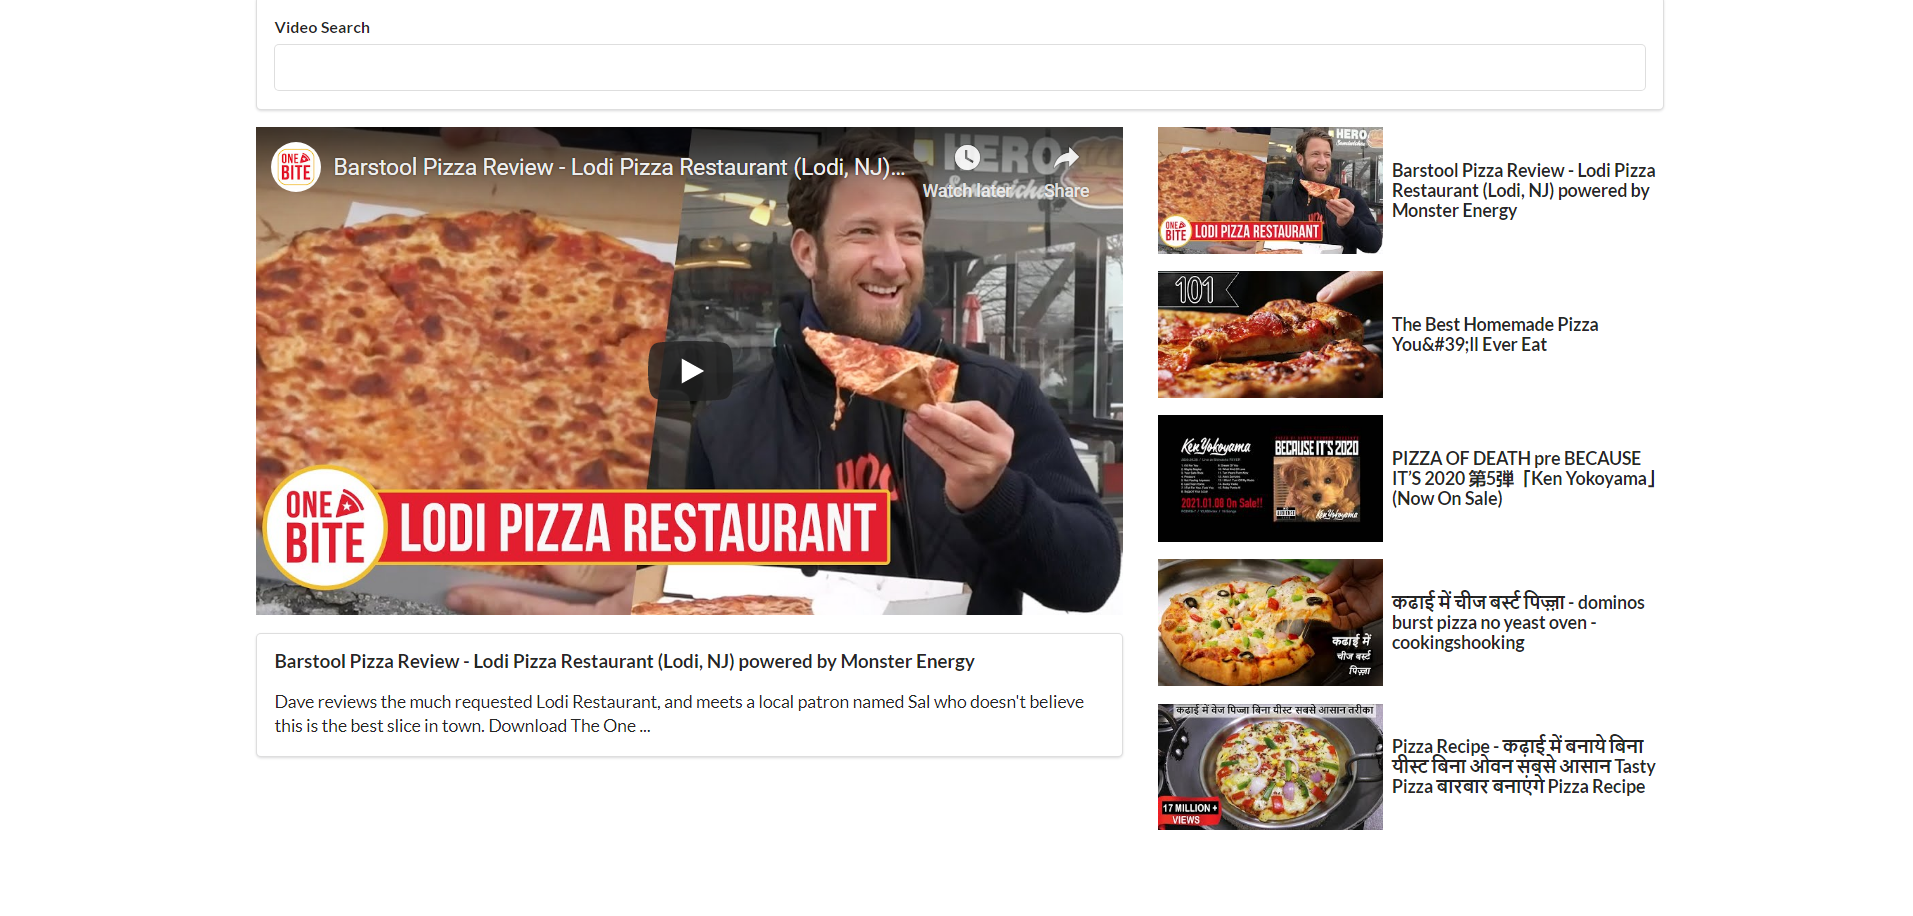 Video Search
ONE
BITE
Barstool Pizza Review - Lodi Pizza Restaurant (Lodi, NJ)...
HERO
Watch later
Share
ONE
BITE
LODI PIZZA RESTAURANT
Barstool Pizza Review - Lodi Pizza Restaurant (Lodi, NJ) powered by Monster Energy
Dave reviews the much requested Lodi Restaurant, and meets a local patron named Sal who doesn't believe
this is the best slice in town. Download The One ...
HERO
Sandwiches
ONE
BITE
LODI PIZZA RESTAURANT
Barstool Pizza Review - Lodi Pizza
Restaurant (Lodi, NJ) powered by
Monster Energy
101
The Best Homemade Pizza
You&#39;ll Ever Eat
Ken Yokoyama
BECAUSE IT'S 2020
2021.01.08 On Sale!!
Ken Yokoyama
PIZZA OF DEATH pre BECAUSE
IT’S 2020 第5弾「Ken Yokoyama」
(Now On Sale)
कढाई में
चीज बर्स्ट
पिज़्ज़ा
कढाई में चीज बर्स्ट पिज़्ज़ा - dominos
burst pizza no yeast oven -
cookingshooking
कढाई में वेज पिज्जा बिना यीस्ट सबसे आसान तरीका
17 MILLION +
VIEWS
Pizza Recipe - कढ़ाई में बनाये बिना
यीस्ट बिना ओवन सबसे आसान Tasty
Pizza बारबार बनाएंगे Pizza Recipe